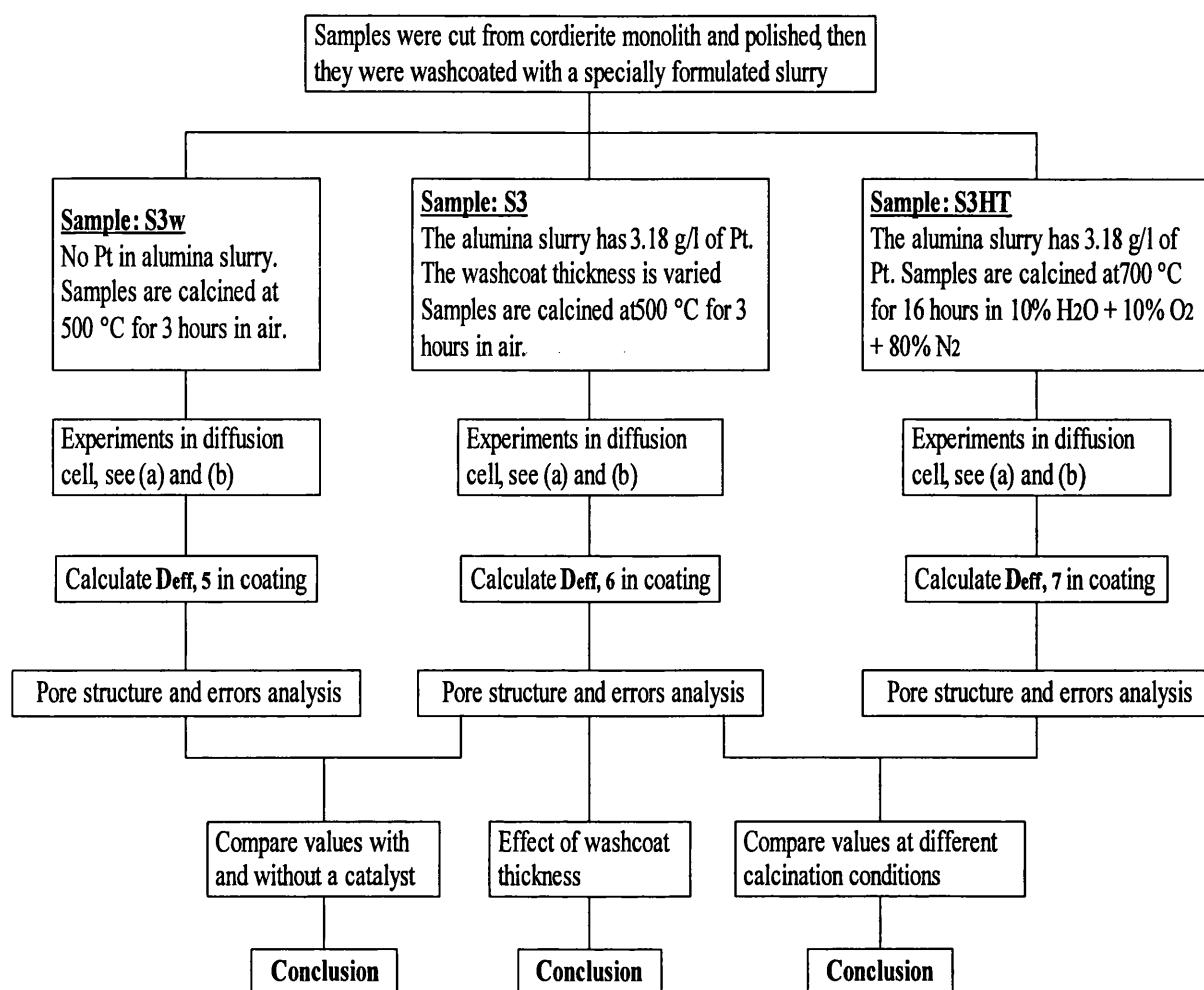 Samples were cut from cordierite monolith and polished, then
they were washcoated with a specially formulated slurry
Sample: S3w
No Pt in alumina slurry.
Samples are calcined at
500 °C for 3 hours in air.
Sample: S3
The alumina slurry has 3.18 g/l of Pt.
The washcoat thickness is varied
Samples are calcined at500 °C for 3
hours in air.
Sample: S3HT
The alumina slurry has 3.18 g/l of
Pt. Samples are calcined at700 °C
for 16 hours in 10% H2O + 10% O2
+ 80% N2
Experiments in diffusion
cell, see (a) and (b)
Experiments in diffusion
cell, see (a) and (b)
Experiments in diffusion
cell, see (a) and (b)
Calculate Deff, 5 in coating
Calculate Deff, 6 in coating
Calculate Deff, 7 in coating
Pore structure and errors analysis
Pore structure and errors analysis
Pore structure and errors analysis
Compare values with
and without a catalyst
Effect of washcoat
thickness
Compare values at different
calcination conditions
Conclusion
Conclusion
Conclusion